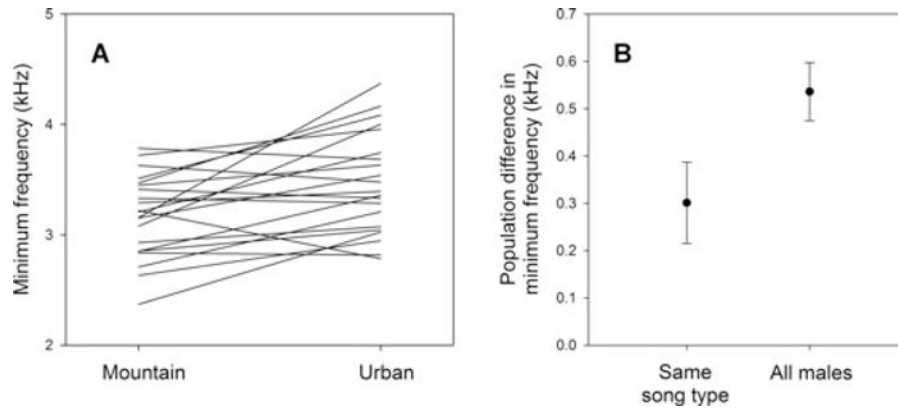 A
Minimum frequency (kHz)
5
4
3
2
Mountain
Urban
B
Population difference in
minimum frequency (kHz)
0.7
0.6
0.5
0.4
0.3
0.2
0.1
0.0
Same
song type
All males